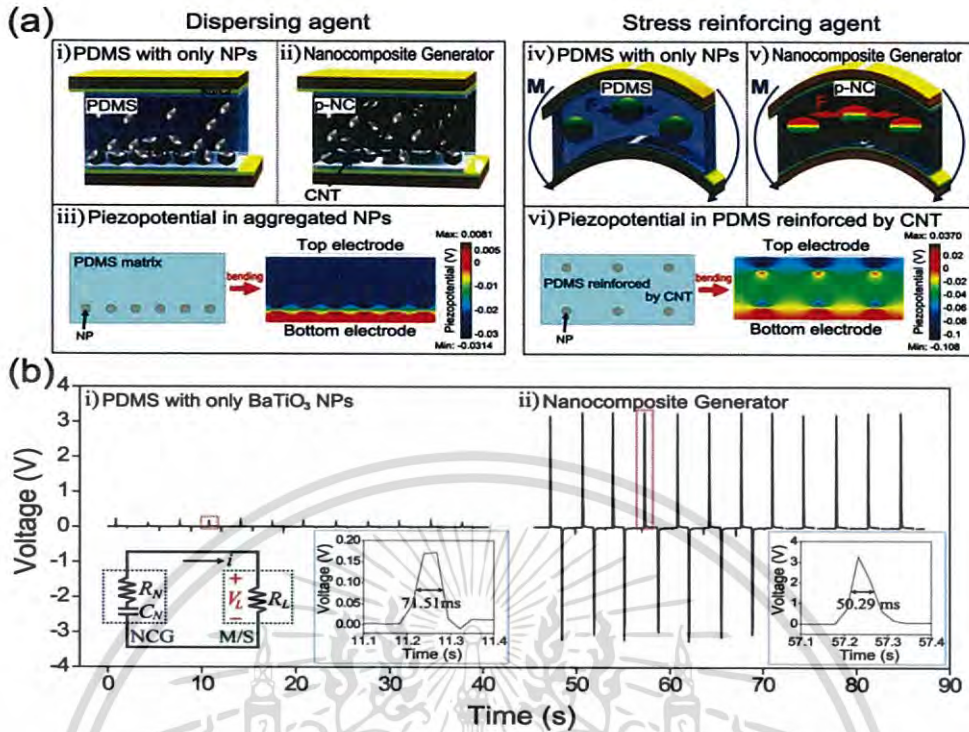 (a)
Dispersing agent
Stress reinforcing agent
i) PDMS with only NPs
ii) Nanocomposite Generator
iv) PDMS with only NPs
v) Nanocomposite Generator
PDMS
p-NC
CNT
M
PDMS
F
M
p-NC
F
iii) Piezopotential in aggregated NPs
PDMS matrix
NP
bending
Top electrode
Bottom electrode
Max: 0.0081
0.005
0
-0.01
-0.02
-0.03
Min: -0.0314
Piezopotential (V)
vi) Piezopotential in PDMS reinforced by CNT
PDMS reinforced
by CNT
NP
bending
Top electrode
Bottom electrode
Max: 0.0370
0.02
0
-0.02
-0.04
-0.06
-0.08
-0.1
Min: -0.108
Piezopotential (V)
(b)
i) PDMS with only BaTiO3 NPs
ii) Nanocomposite Generator
Voltage (V)
4
3
2
1
0
-1
-2
-3
-4
i
RN
CN
NCG
+
VL
−
RL
M/S
Voltage (V)
0.20
0.15
0.10
0.05
0.00
71.51ms
11.1 11.2 11.3 11.4
Time (s)
Voltage (V)
4
3
2
1
0
50.29 ms
57.1 57.2 57.3 57.4
Time (s)
0 10 20 30 40 50 60 70 80 90
Time (s)